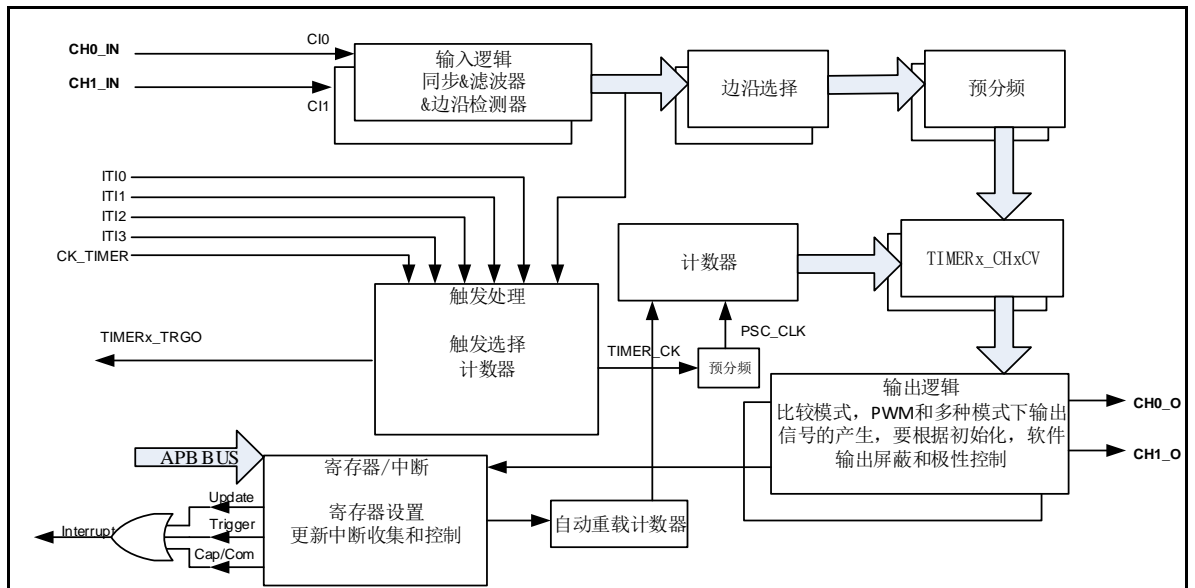 CH0_IN
CI0
CH1_IN
CI1
输入逻辑
同步&滤波器
&边沿检测器
边沿选择
预分频
ITI0
ITI1
ITI2
ITI3
CK_TIMER
计数器
TIMERx_CHxCV
触发处理
触发选择
计数器
TIMERx_TRGO
TIMER_CK
PSC_CLK
预分频
输出逻辑
比较模式，PWM和多种模式下输出
信号的产生，要根据初始化，软件
输出屏蔽和极性控制
CH0_O
CH1_O
APB BUS
寄存器/中断
寄存器设置
更新中断收集和控制
自动重载计数器
Update
Trigger
Cap/Com
Interrupt